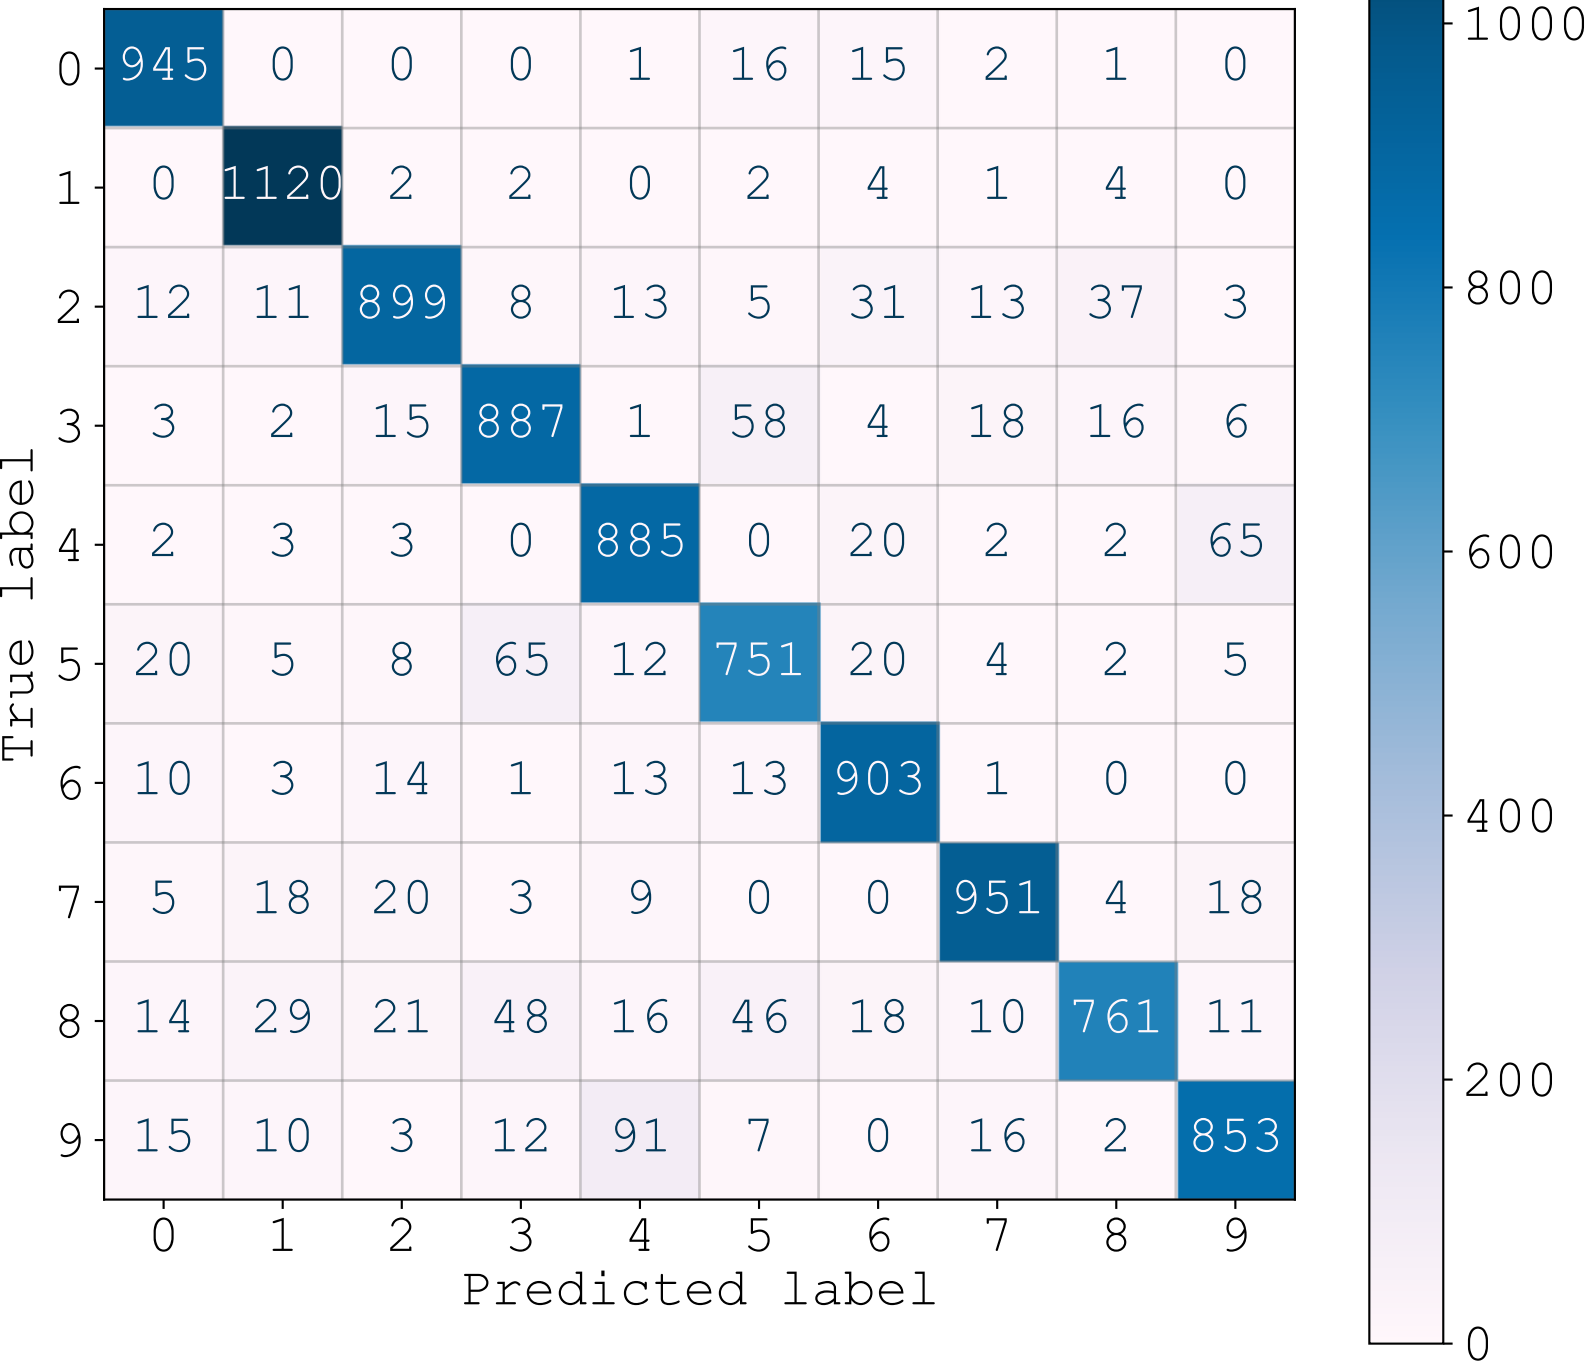 0 945 0 0 0 1 16 15 2 1 0
1 0 1120 2 2 0 2 4 1 4 0
2 12 11 899 8 13 5 31 13 37 3
3 3 2 15 887 1 58 4 18 16 6
4 2 3 3 0 885 0 20 2 2 65
5 20 5 8 65 12 751 20 4 2 5
6 10 3 14 1 13 13 903 1 0 0
7 5 18 20 3 9 0 0 951 4 18
8 14 29 21 48 16 46 18 10 761 11
9 15 10 3 12 91 7 0 16 2 853
0 1 2 3 4 5 6 7 8 9
Predicted label
True label
1000
800
600
400
200
0